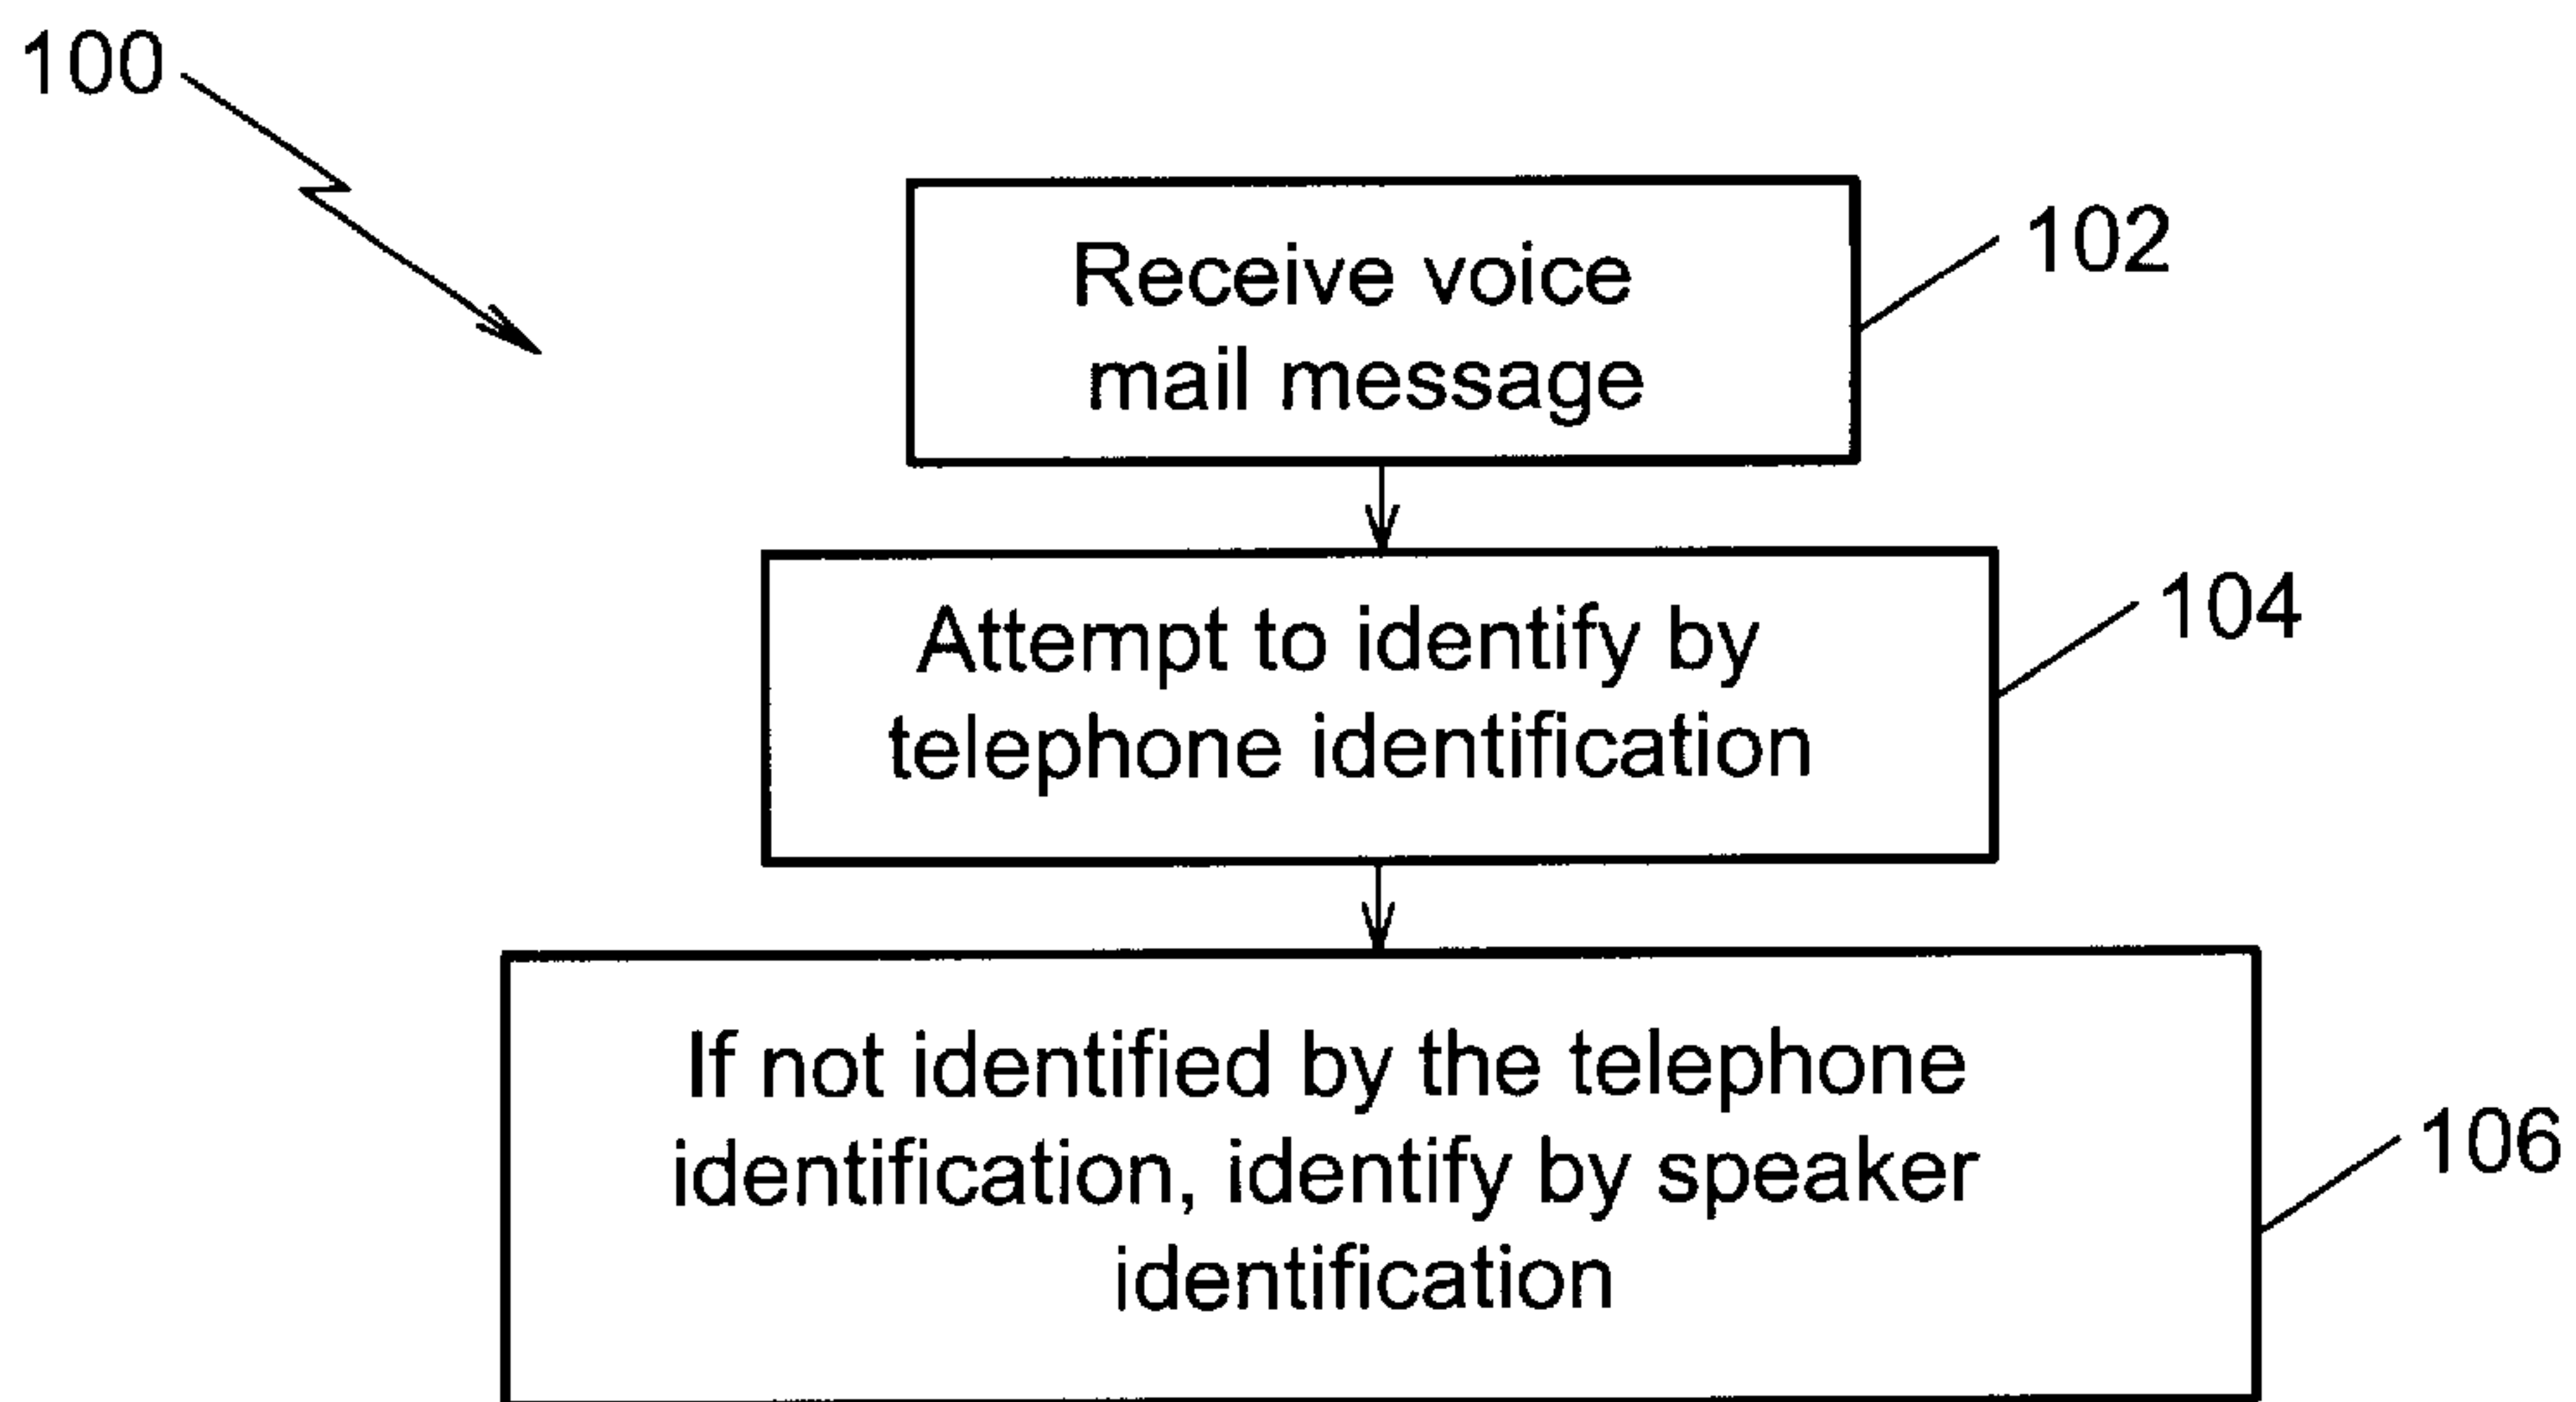 100
Receive voice
mail message
102
Attempt to identify by
telephone identification
104
If not identified by the telephone
identification, identify by speaker
identification
106